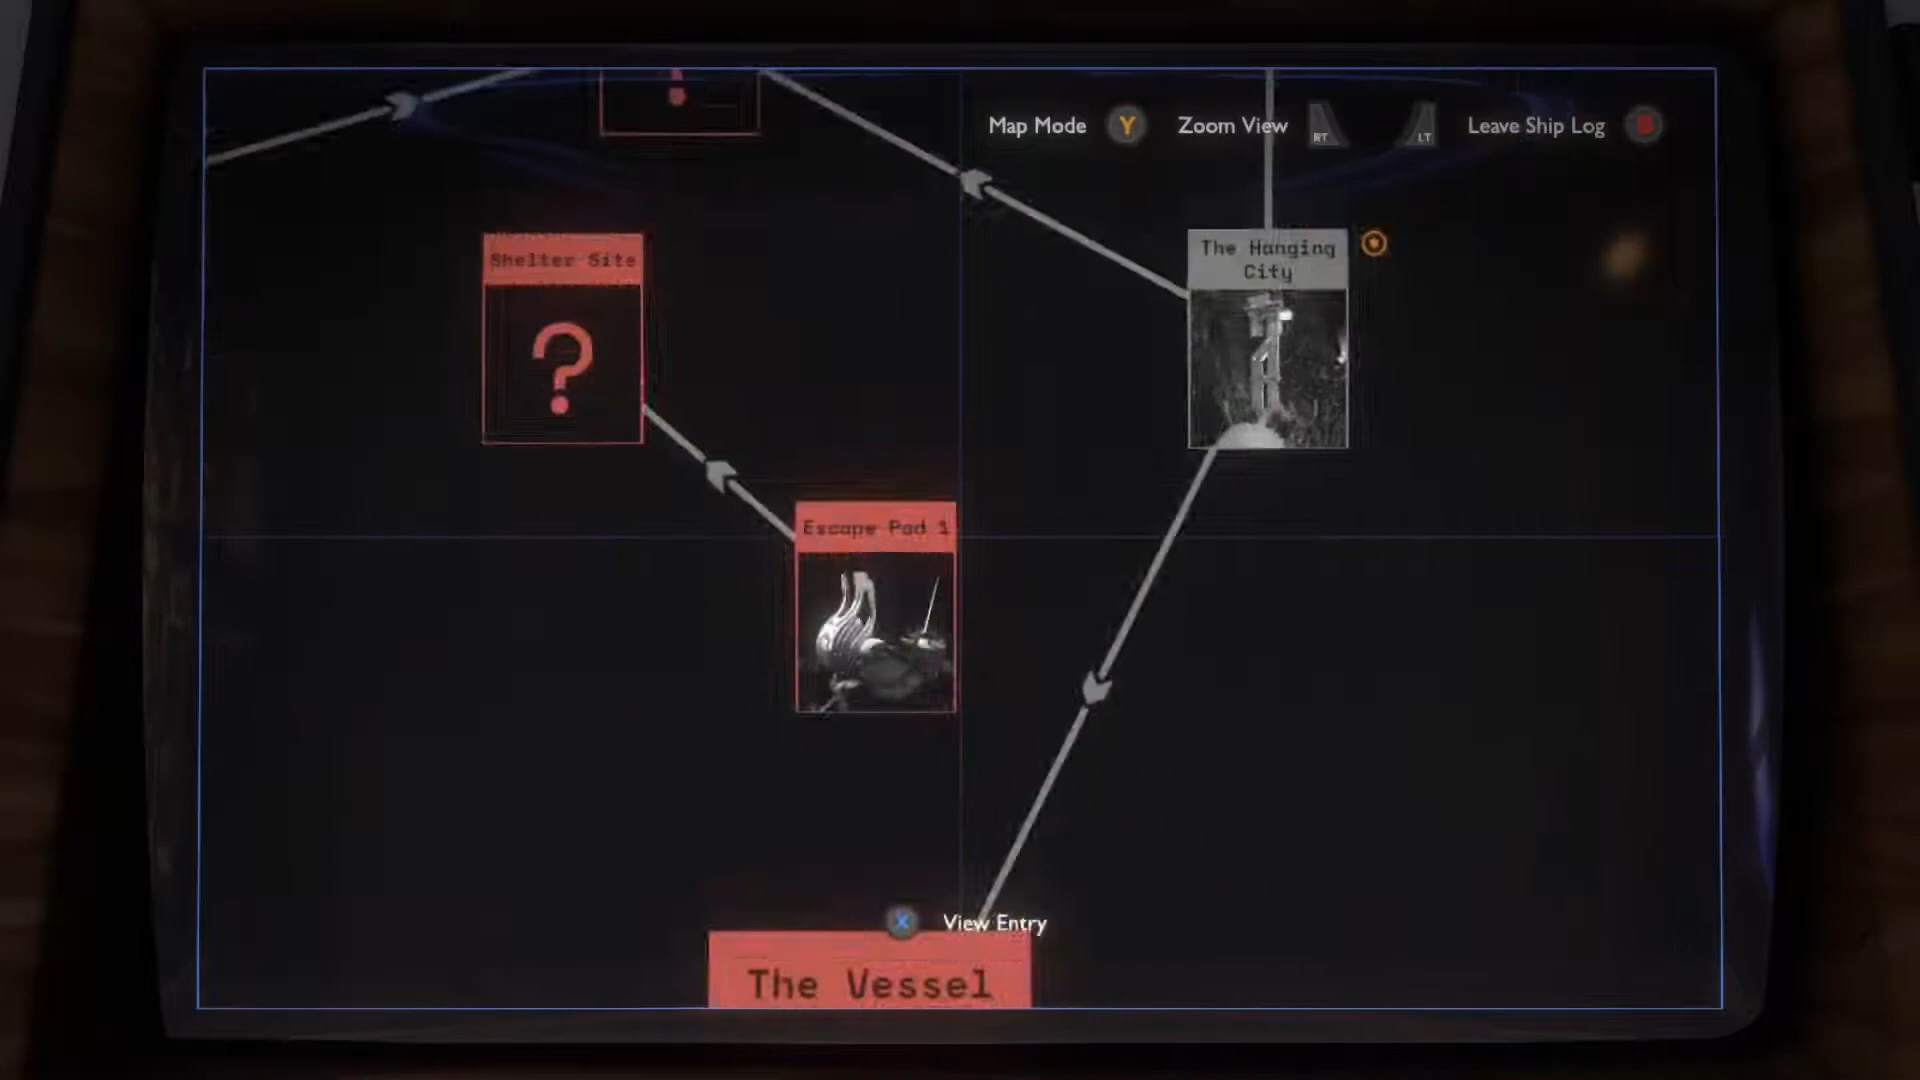 Map Mode Y Zoom View RT LT Leave Ship Log B
Shelter Site
?
The Hanging
City
Escape Pod 1
X View Entry
The Vessel